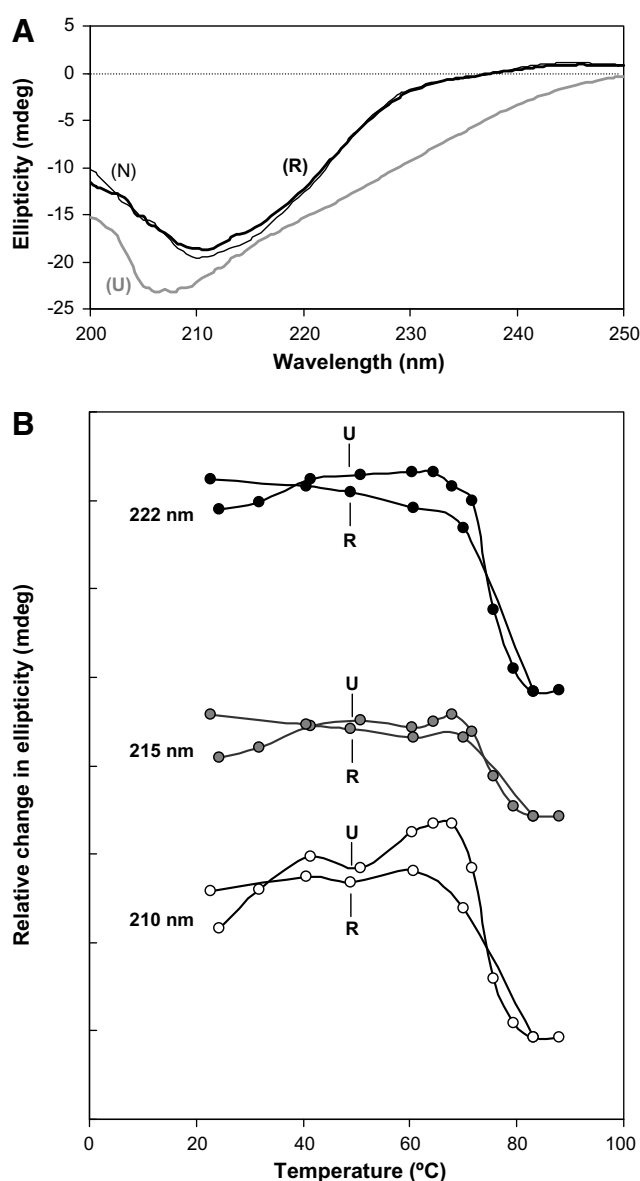 A
Ellipticity (mdeg)
5
0
-5
-10
-15
-20
-25
(N)
(R)
(U)
200
210
220
230
240
250
Wavelength (nm)
B
Relative change in ellipticity (mdeg)
U
222 nm
R
U
215 nm
R
U
210 nm
R
0
20
40
60
80
100
Temperature (ºC)